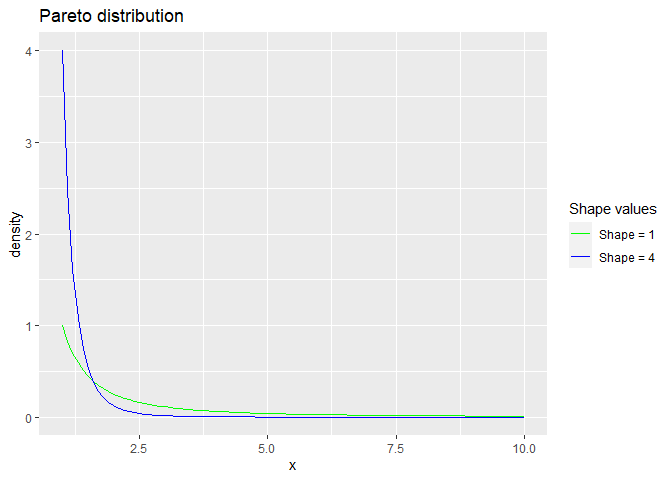 Pareto distribution
4
3
2
1
0
density
2.5 5.0 7.5 10.0
x
Shape values
Shape = 1
Shape = 4